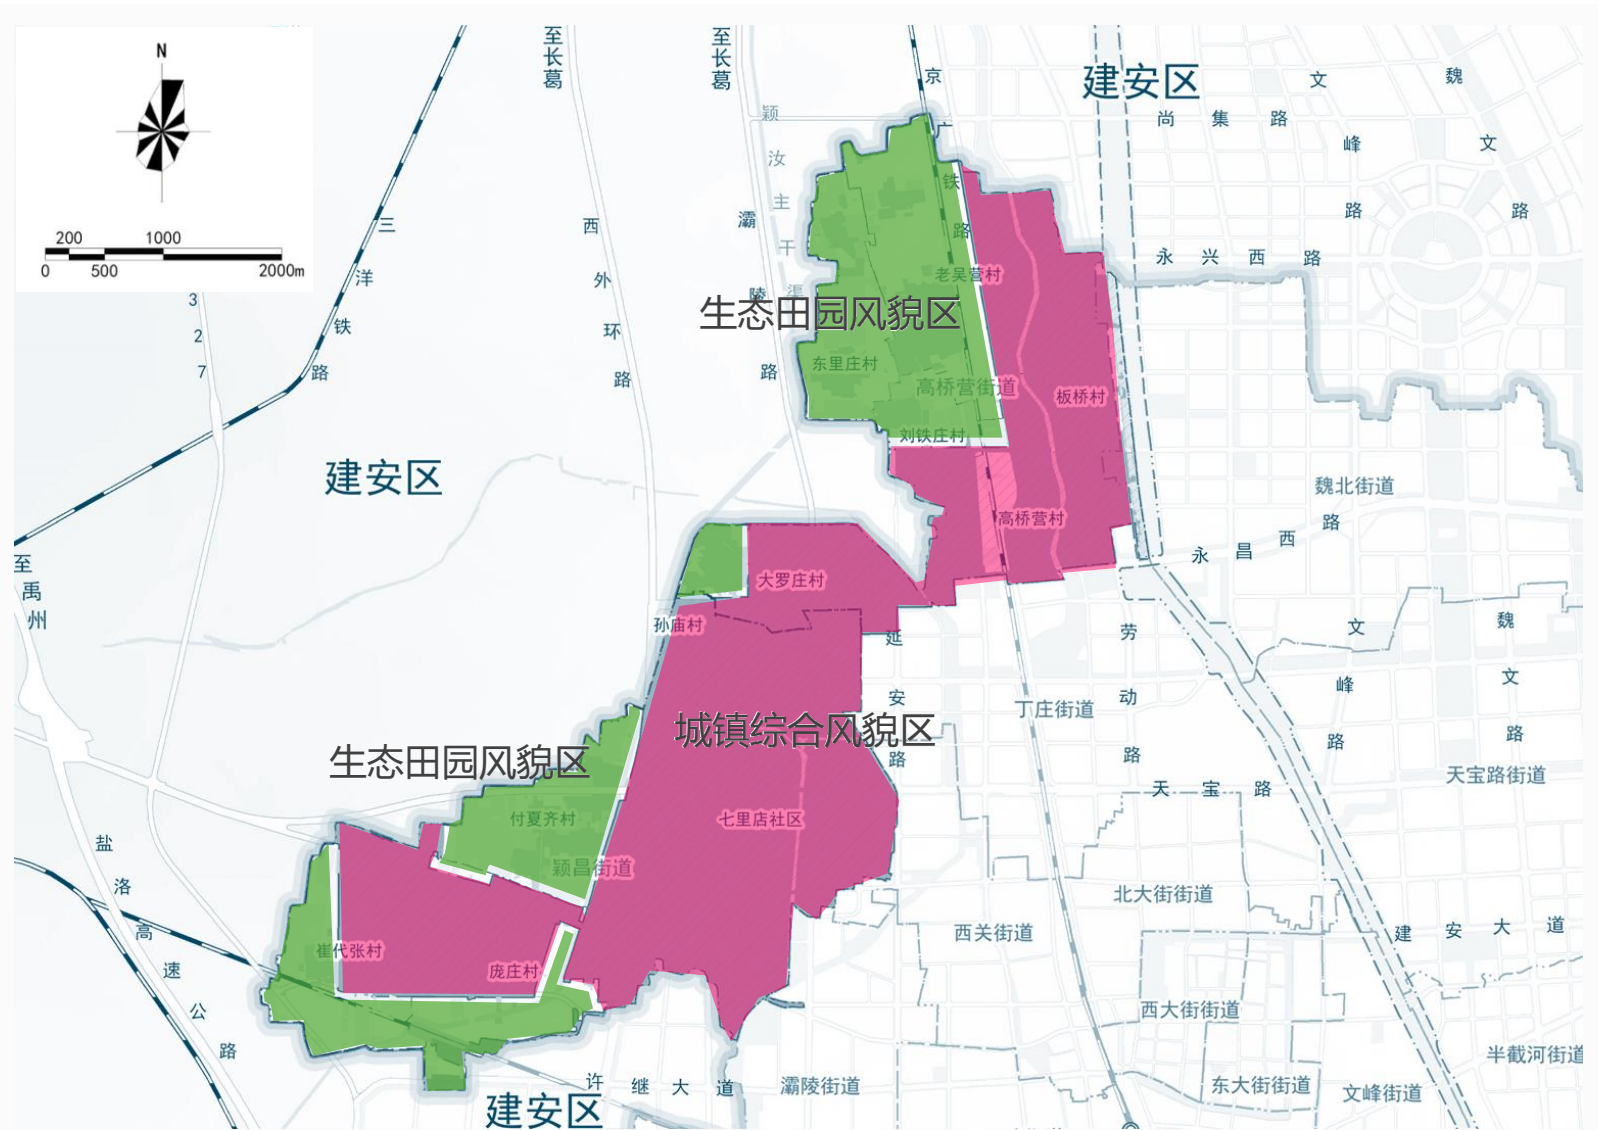 N
200 1000
0 500 2000m
327
至长葛
至长葛
京广铁路
颍汝主干渠
灞陵路
西外环路
三洋铁路
建安区
尚集路
文峰路
魏文路
永兴西路
老吴营村
生态田园风貌区
东里庄村
高桥营街道
板桥村
刘铁庄村
建安区
魏北街道
高桥营村
永昌西路
至禹州
大罗庄村
孙庙村
延安路
劳动路
文峰路
魏文路
丁庄街道
城镇综合风貌区
生态田园风貌区
天宝路街道
天宝路
付夏齐村
七里店社区
颍昌街道
盐洛高速公路
北大街街道
西关街道
建安大道
崔代张村
庞庄村
西大街街道
半截河街道
许继大道
灞陵街道
东大街街道
文峰街道
建安区